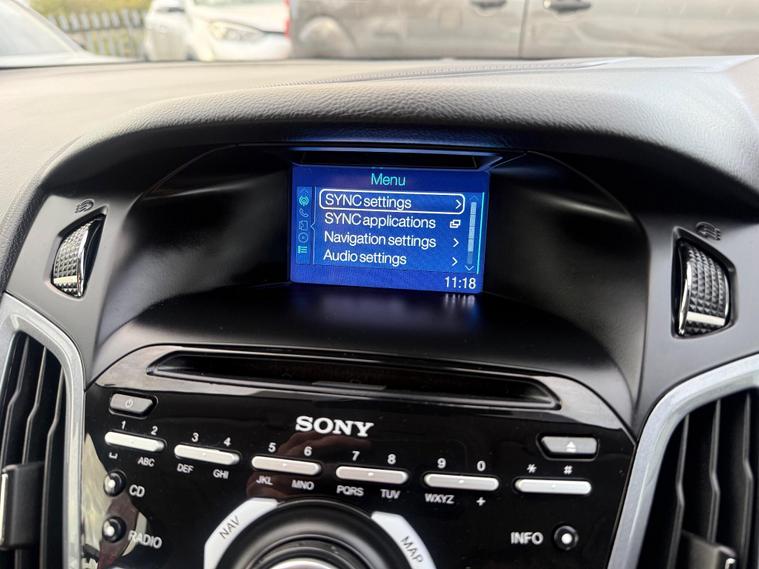 Menu
SYNC settings
SYNC applications
Navigation settings
Audio settings
11:18
SONY
1 2 3 4 5 6 7 8 9 0 * #
ABC DEF GHI JKL MNO PQRS TUV WXYZ +
CD
RADIO
NAV
MAP
INFO